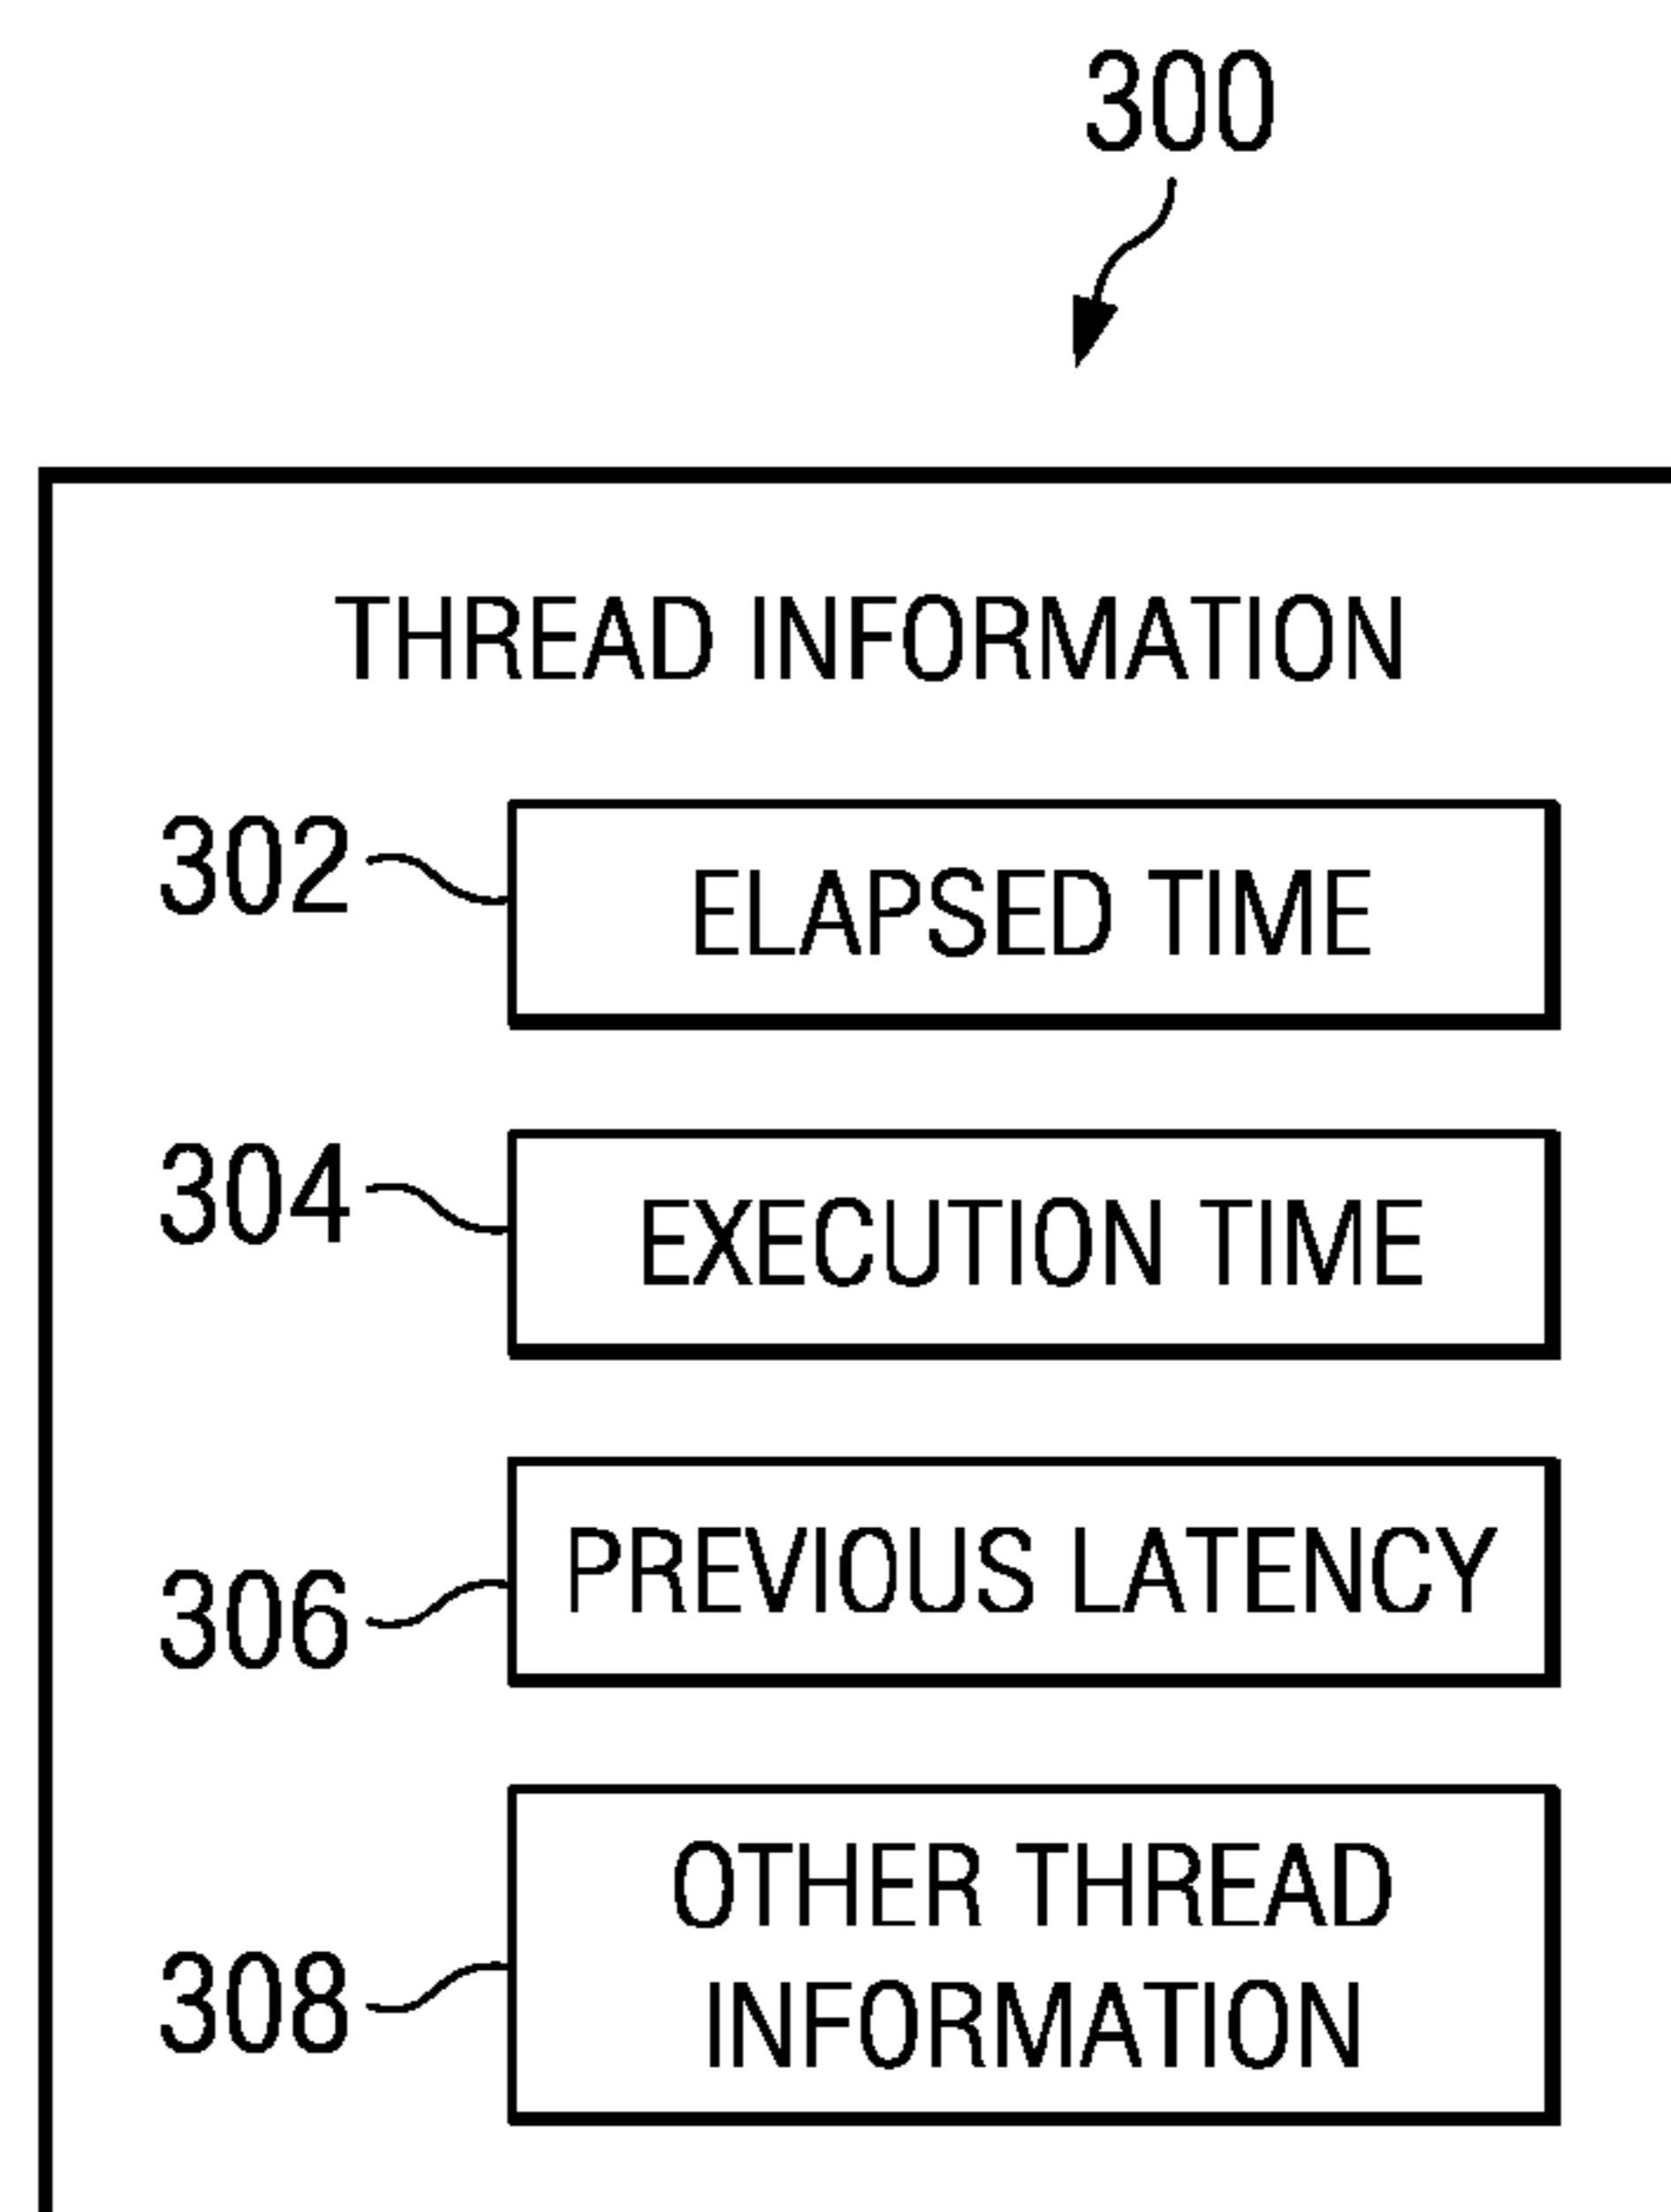 300
THREAD INFORMATION
302
ELAPSED TIME
304
EXECUTION TIME
306
PREVIOUS LATENCY
308
OTHER THREAD
INFORMATION